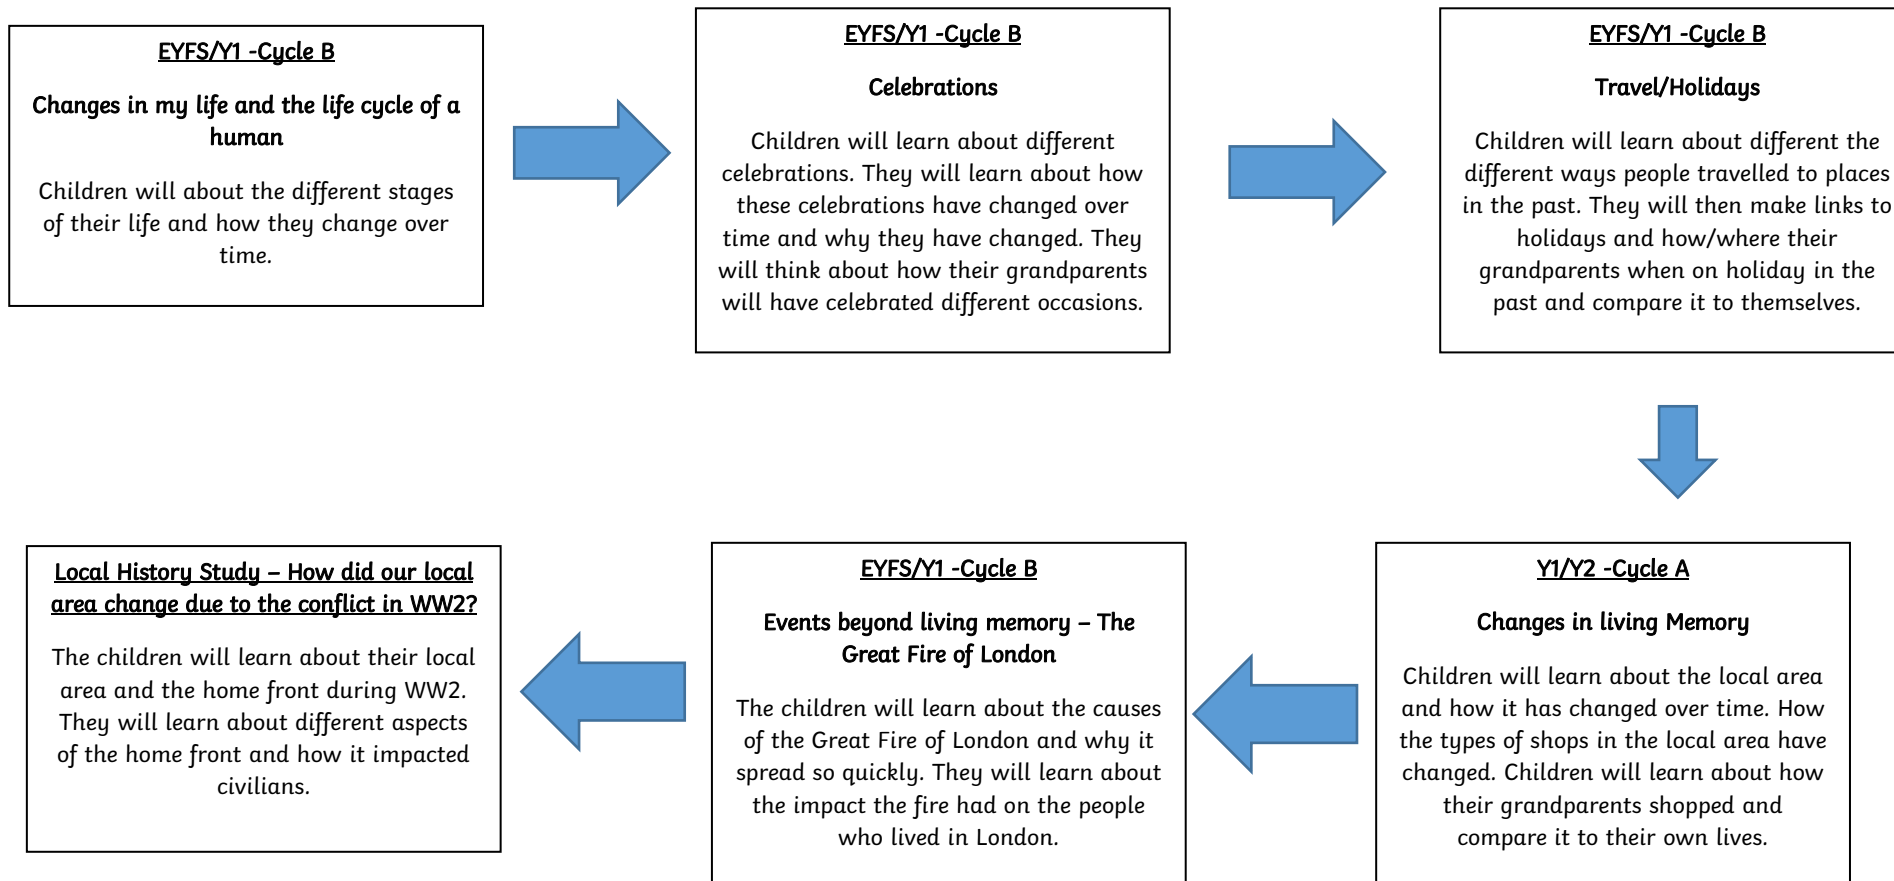 EYFS/Y1 -Cycle B
Changes in my life and the life cycle of a
human
Children will about the different stages
of their life and how they change over
time.
EYFS/Y1 -Cycle B
Celebrations
Children will learn about different
celebrations. They will learn about how
these celebrations have changed over
time and why they have changed. They
will think about how their grandparents
will have celebrated different occasions.
EYFS/Y1 -Cycle B
Travel/Holidays
Children will learn about different the
different ways people travelled to places
in the past. They will then make links to
holidays and how/where their
grandparents when on holiday in the
past and compare it to themselves.
Y1/Y2 -Cycle A
Changes in living Memory
Children will learn about the local area
and how it has changed over time. How
the types of shops in the local area have
changed. Children will learn about how
their grandparents shopped and
compare it to their own lives.
EYFS/Y1 -Cycle B
Events beyond living memory – The
Great Fire of London
The children will learn about the causes
of the Great Fire of London and why it
spread so quickly. They will learn about
the impact the fire had on the people
who lived in London.
Local History Study – How did our local
area change due to the conflict in WW2?
The children will learn about their local
area and the home front during WW2.
They will learn about different aspects
of the home front and how it impacted
civilians.